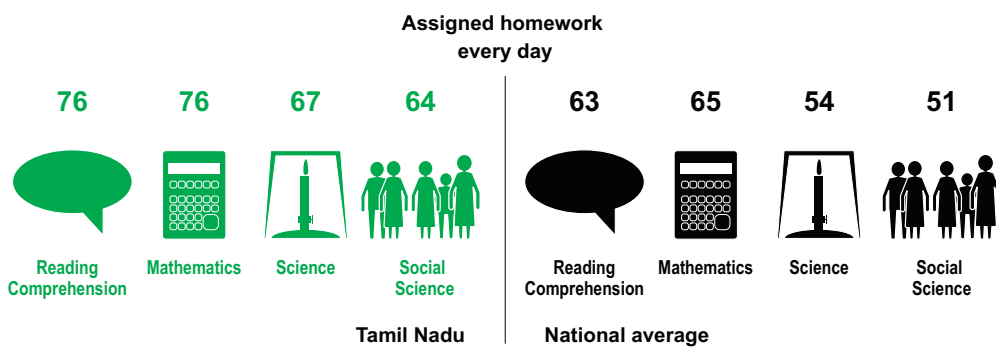 Assigned homework
every day
76 76 67 64
63 65 54 51
Reading
Comprehension
Mathematics
Science
Social
Science
Reading
Comprehension
Mathematics
Science
Social
Science
Tamil Nadu
National average